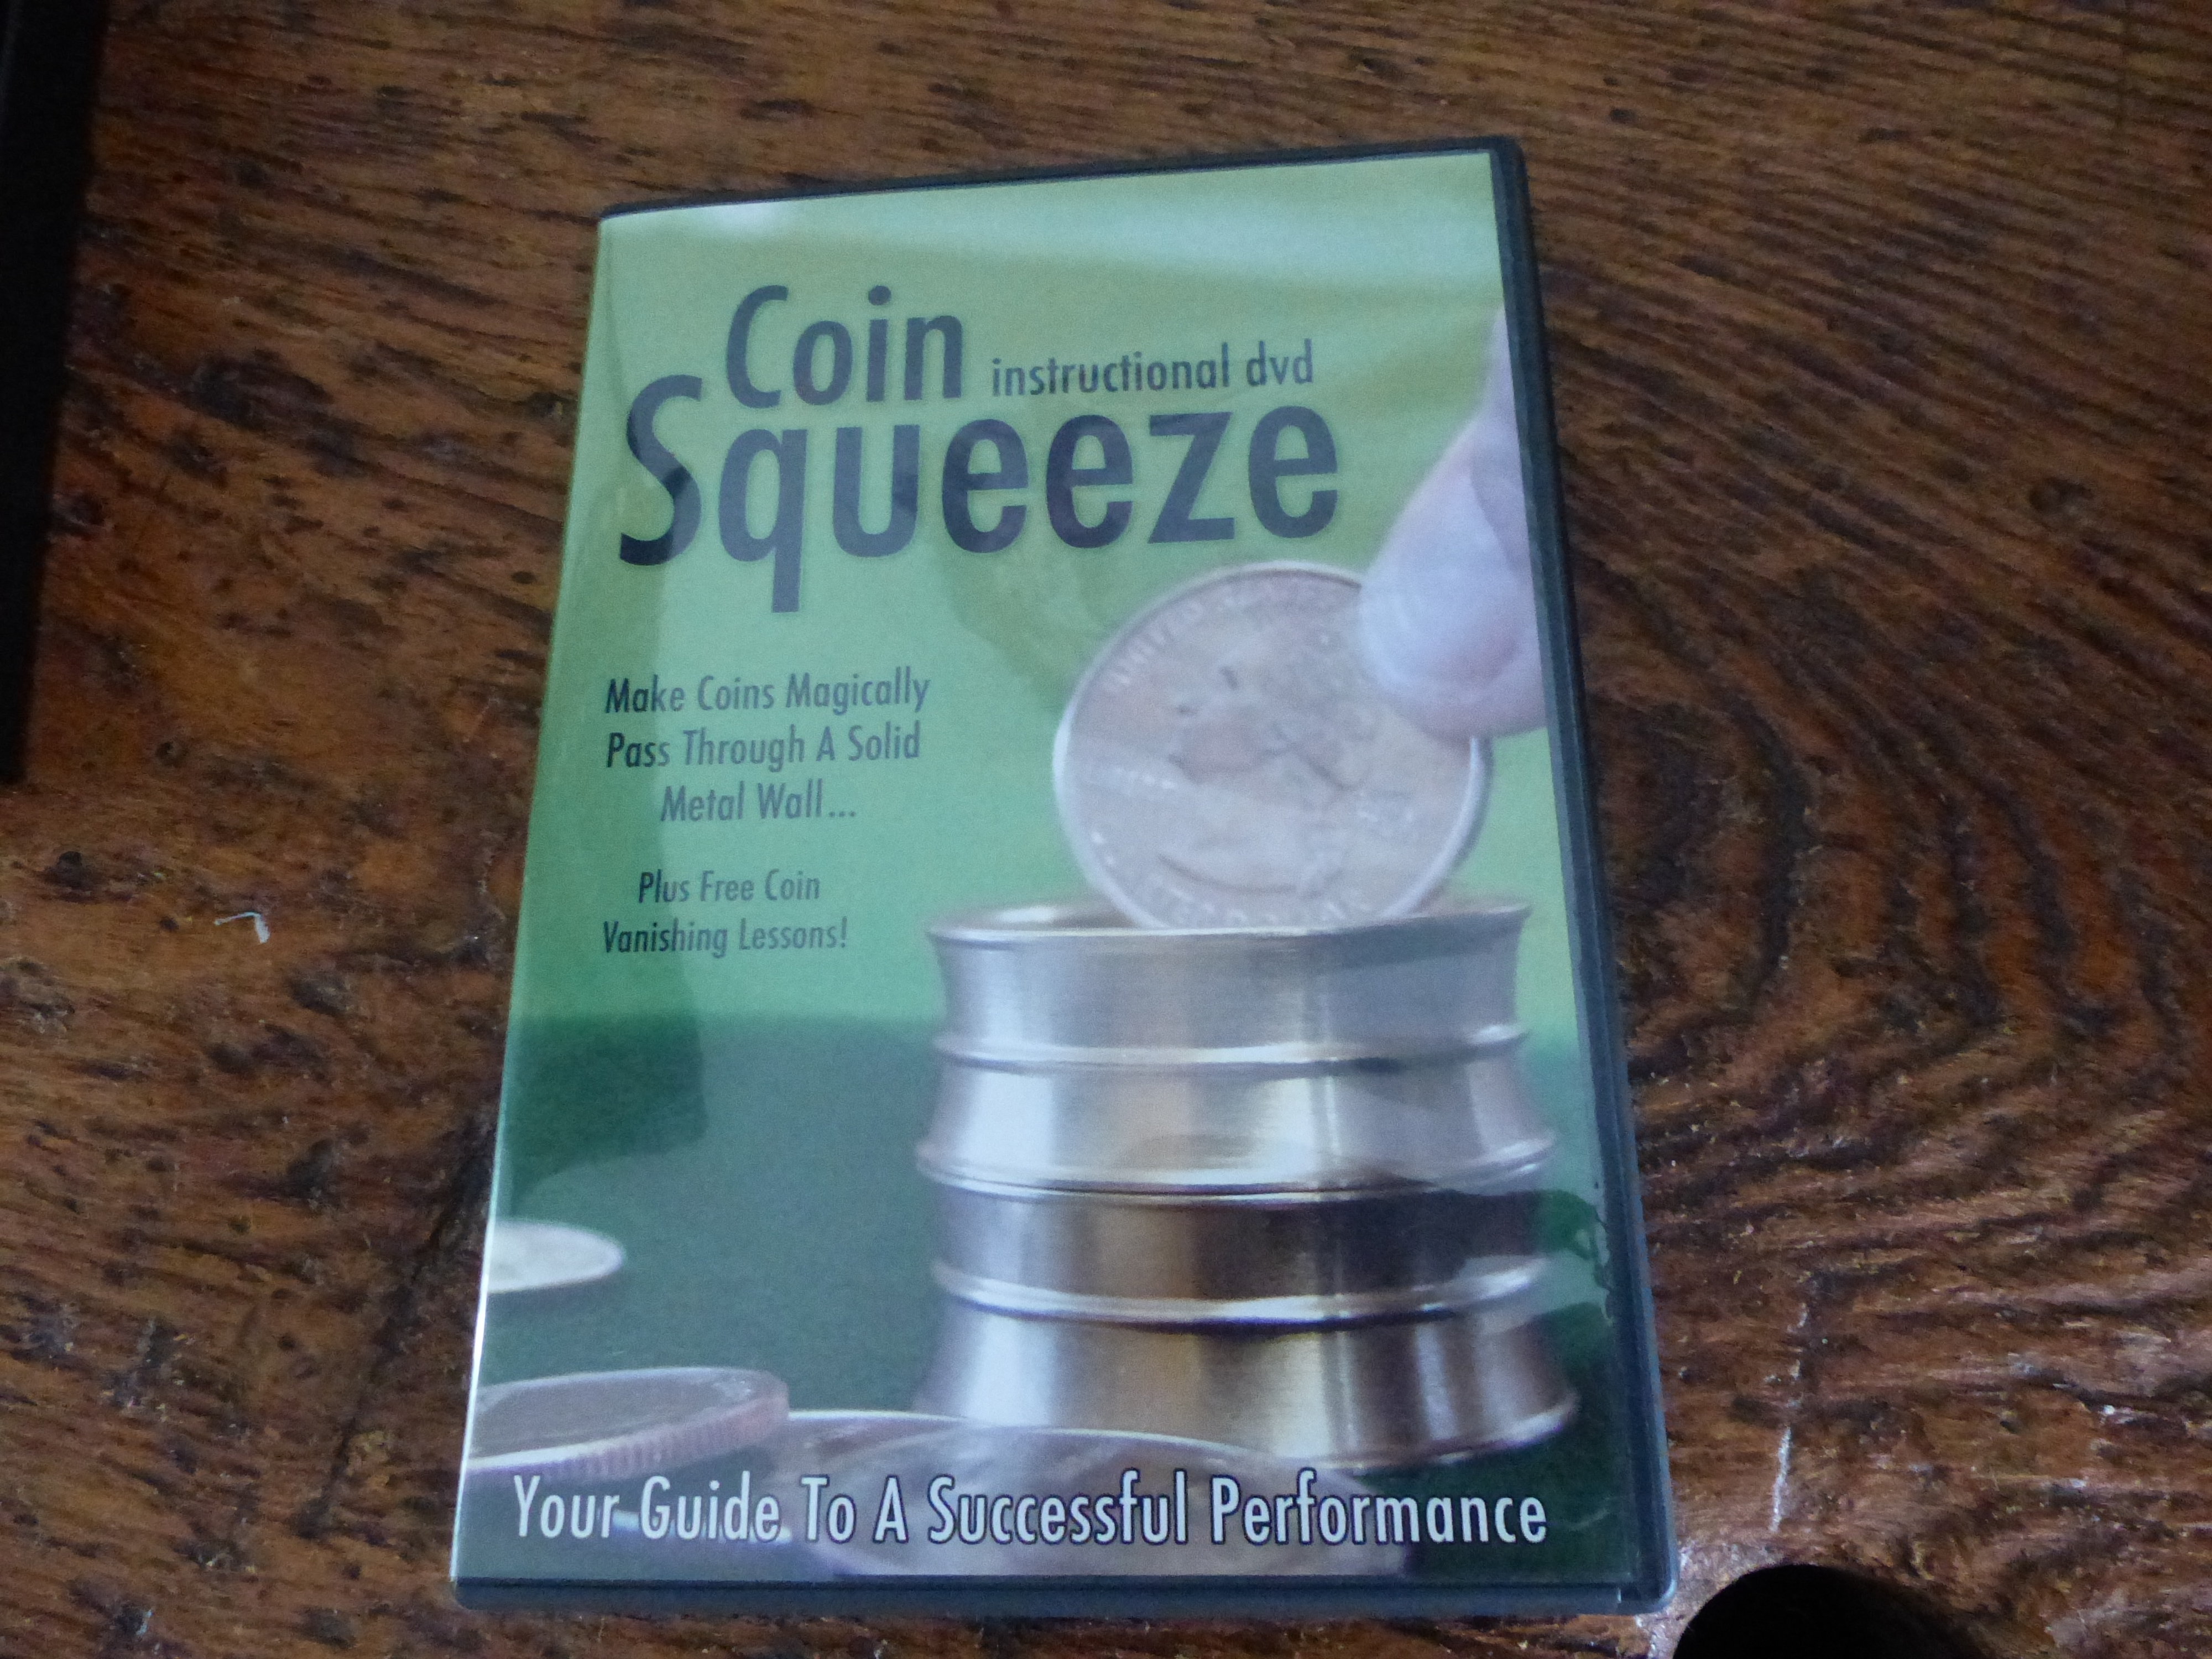 Coin instructional dvd
Squeeze
Make Coins Magically
Pass Through A Solid
Metal Wall...
Plus Free Coin
Vanishing Lessons!
Your Guide To A Successful Performance